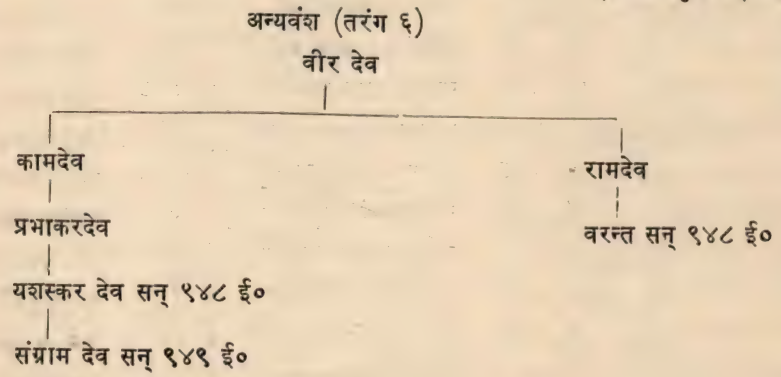 अन्यवंश (तरंग ६)
वीर देव
कामदेव
रामदेव
प्रभाकरदेव
वरन्त सन् ९४८ ई०
यशस्कर देव सन् ९४८ ई०
संग्राम देव सन् ९४९ ई०